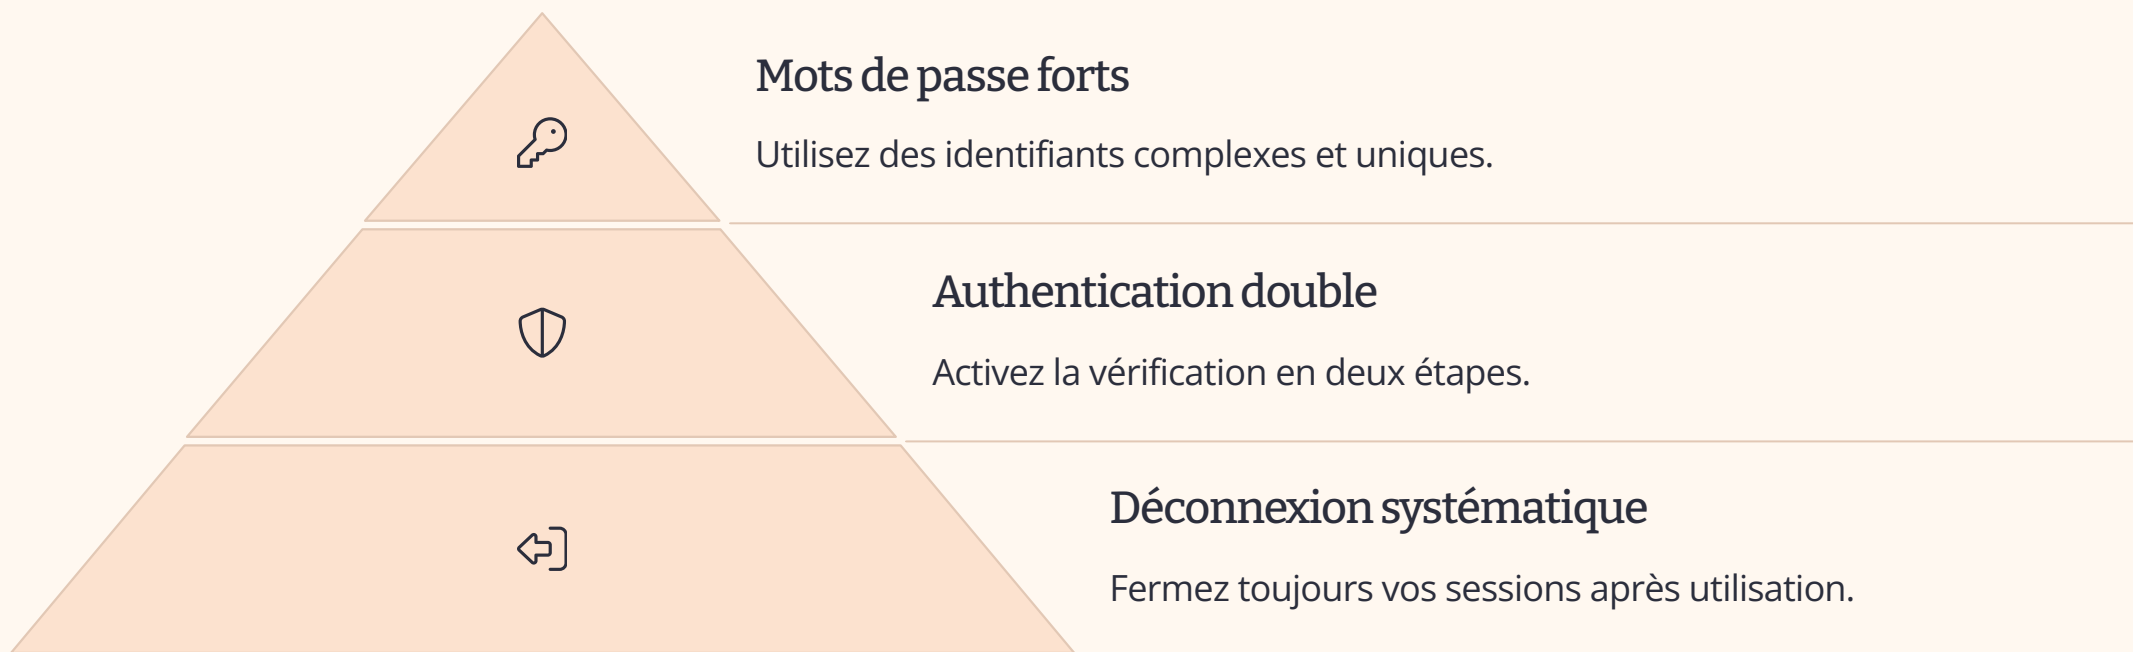 Mots de passe forts
Utilisez des identifiants complexes et uniques.
Authentication double
Activez la vérification en deux étapes.
Déconnexion systématique
Fermez toujours vos sessions après utilisation.